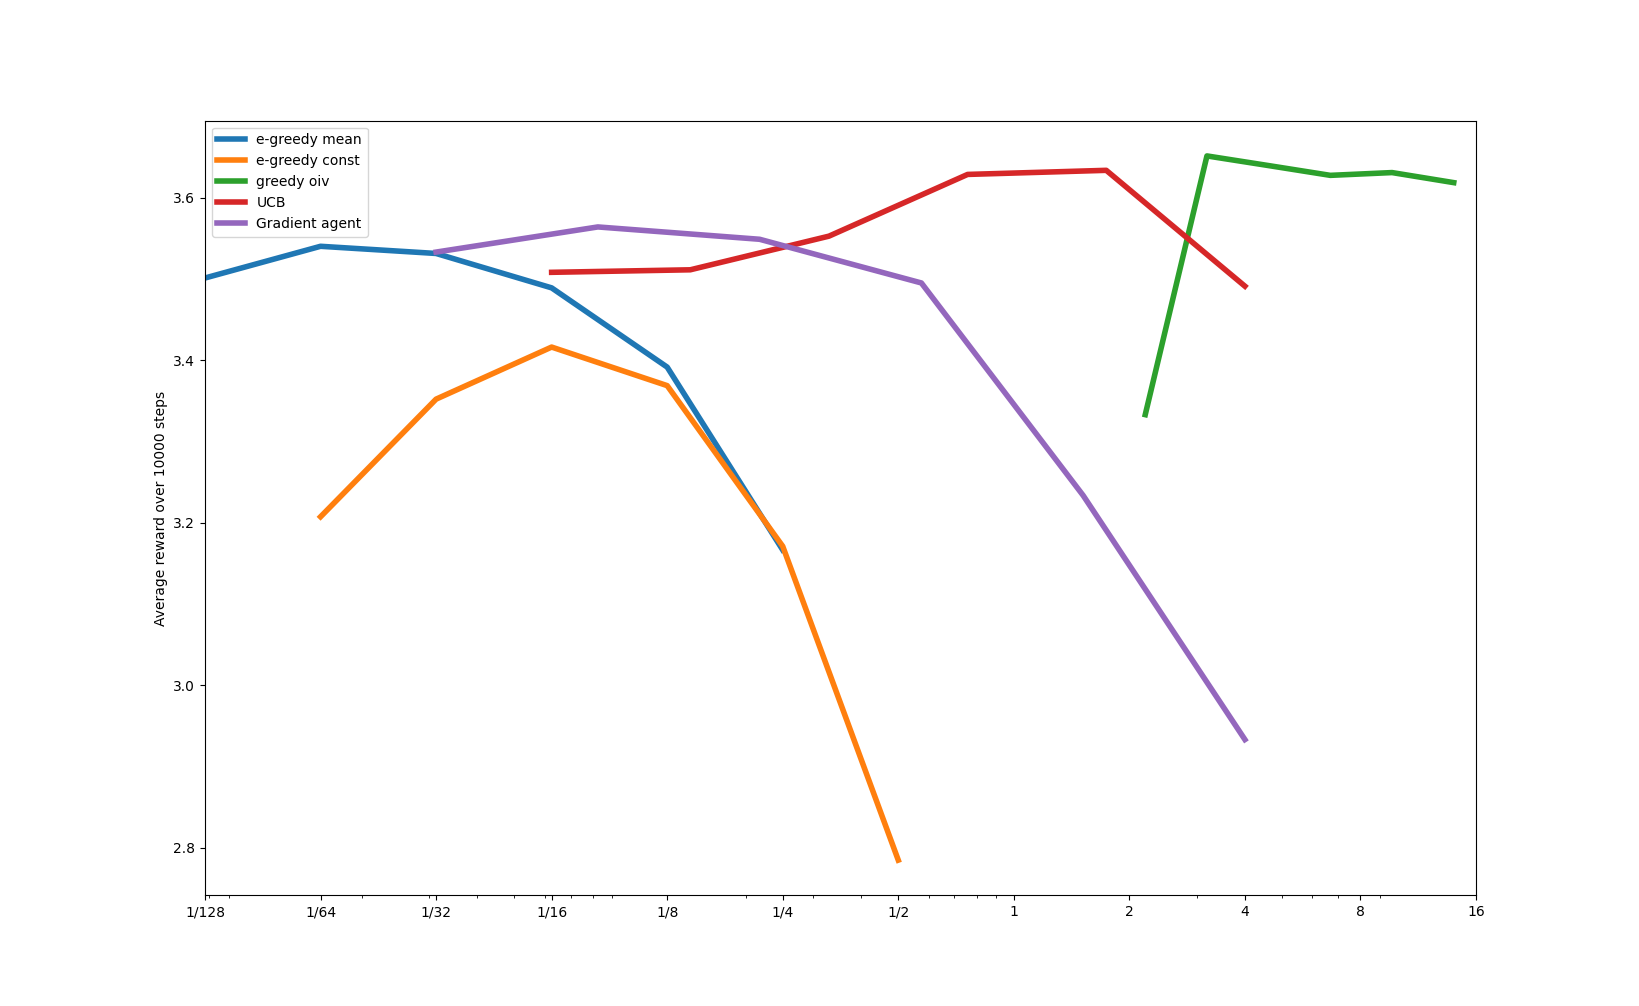 e-greedy mean
e-greedy const
greedy oiv
UCB
Gradient agent
Average reward over 10000 steps
3.6
3.4
3.2
3.0
2.8
1/128 1/64 1/32 1/16 1/8 1/4 1/2 1 2 4 8 16